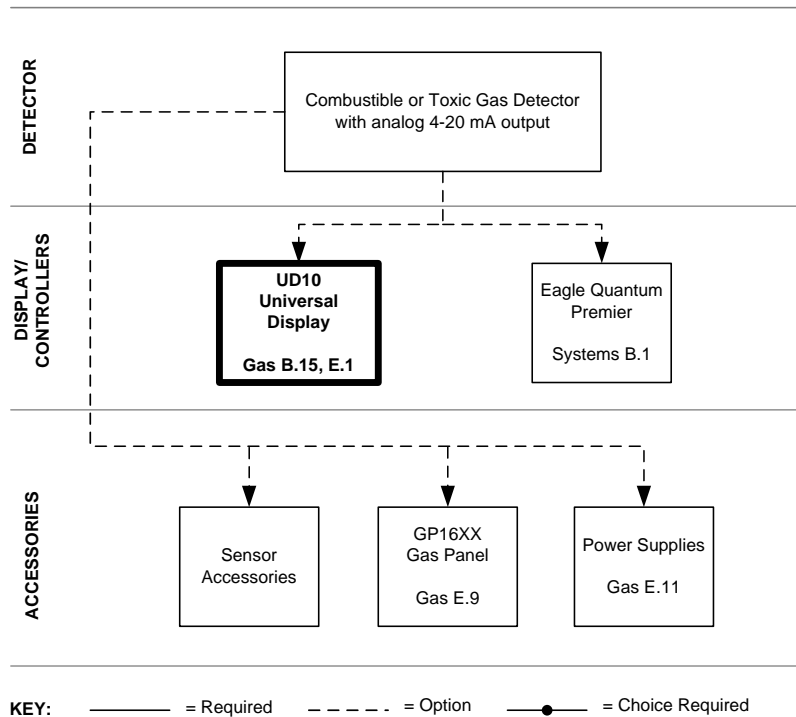 DETECTOR
Combustible or Toxic Gas Detector
with analog 4-20 mA output
DISPLAY/
CONTROLLERS
UD10
Universal
Display
Gas B.15, E.1
Eagle Quantum
Premier
Systems B.1
ACCESSORIES
Sensor
Accessories
GP16XX
Gas Panel
Gas E.9
Power Supplies
Gas E.11
KEY: = Required = Option = Choice Required